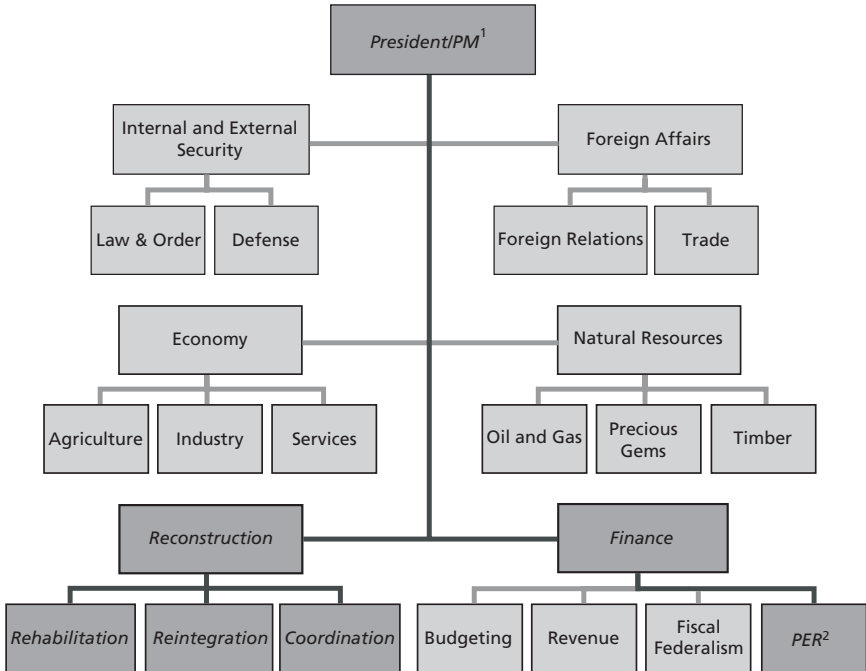 President/PM¹
Internal and External
Security
Foreign Affairs
Law & Order
Defense
Foreign Relations
Trade
Economy
Natural Resources
Agriculture
Industry
Services
Oil and Gas
Precious
Gems
Timber
Reconstruction
Finance
Rehabilitation
Reintegration
Coordination
Budgeting
Revenue
Fiscal
Federalism
PER²